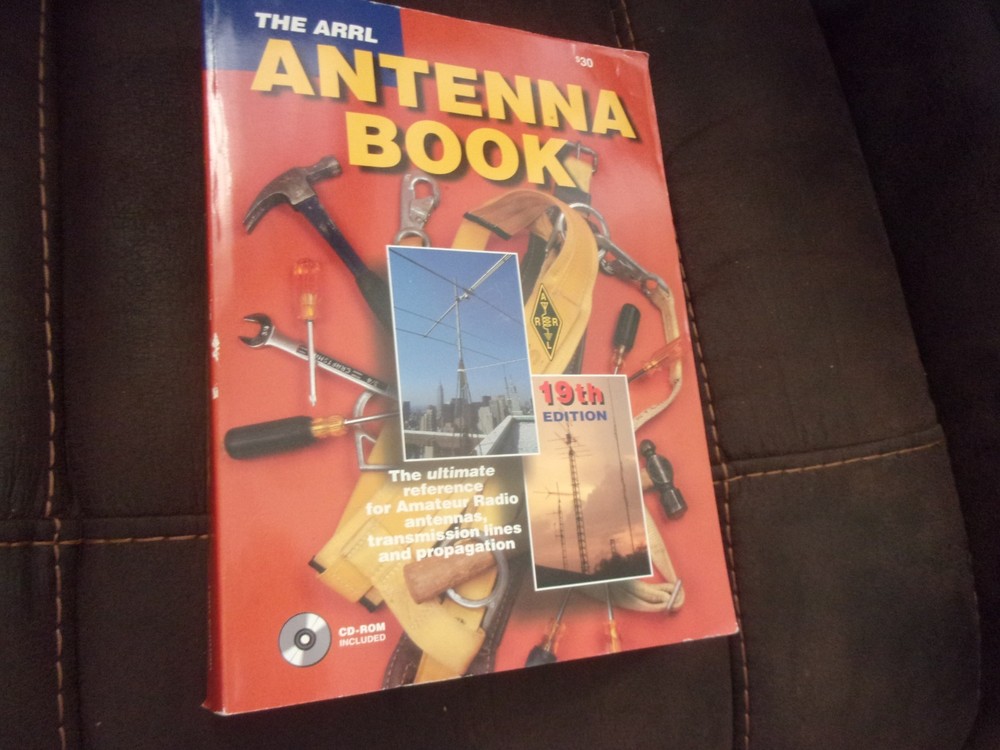 THE ARRL
$30
ANTENNA
BOOK
A
R R
L
19th
EDITION
The ultimate
reference
for Amateur Radio
antennas,
transmission lines
and propagation
CD-ROM
INCLUDED